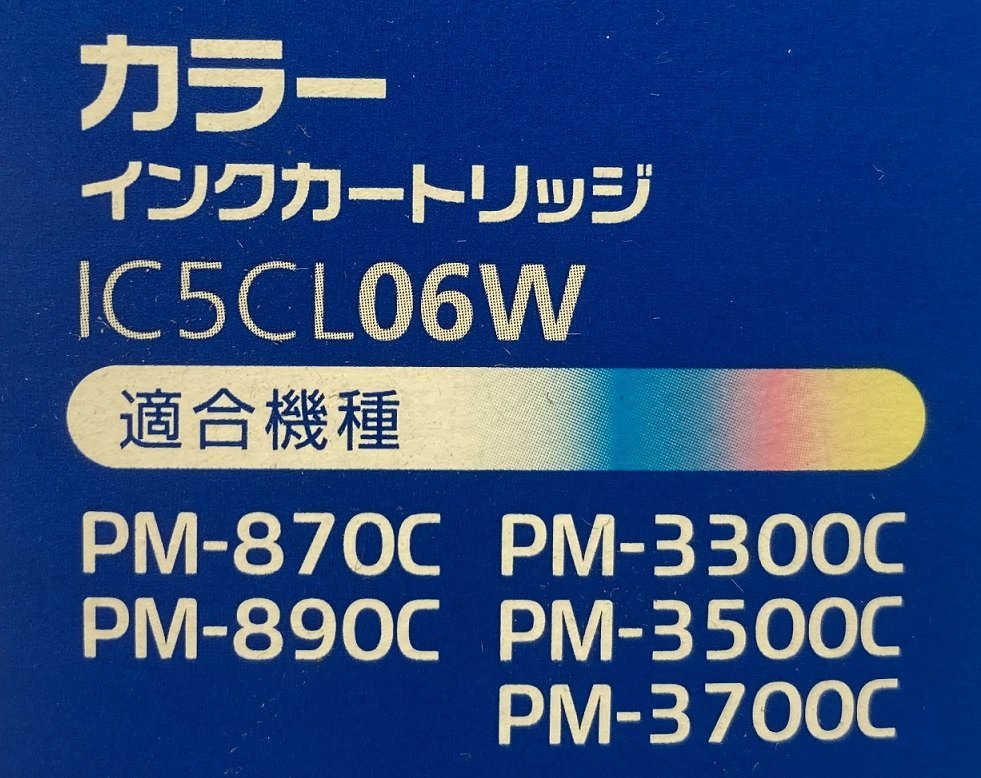 カラー
インクカートリッジ
IC5CL06W
適合機種
PM-870C PM-3300C
PM-890C PM-3500C
PM-3700C